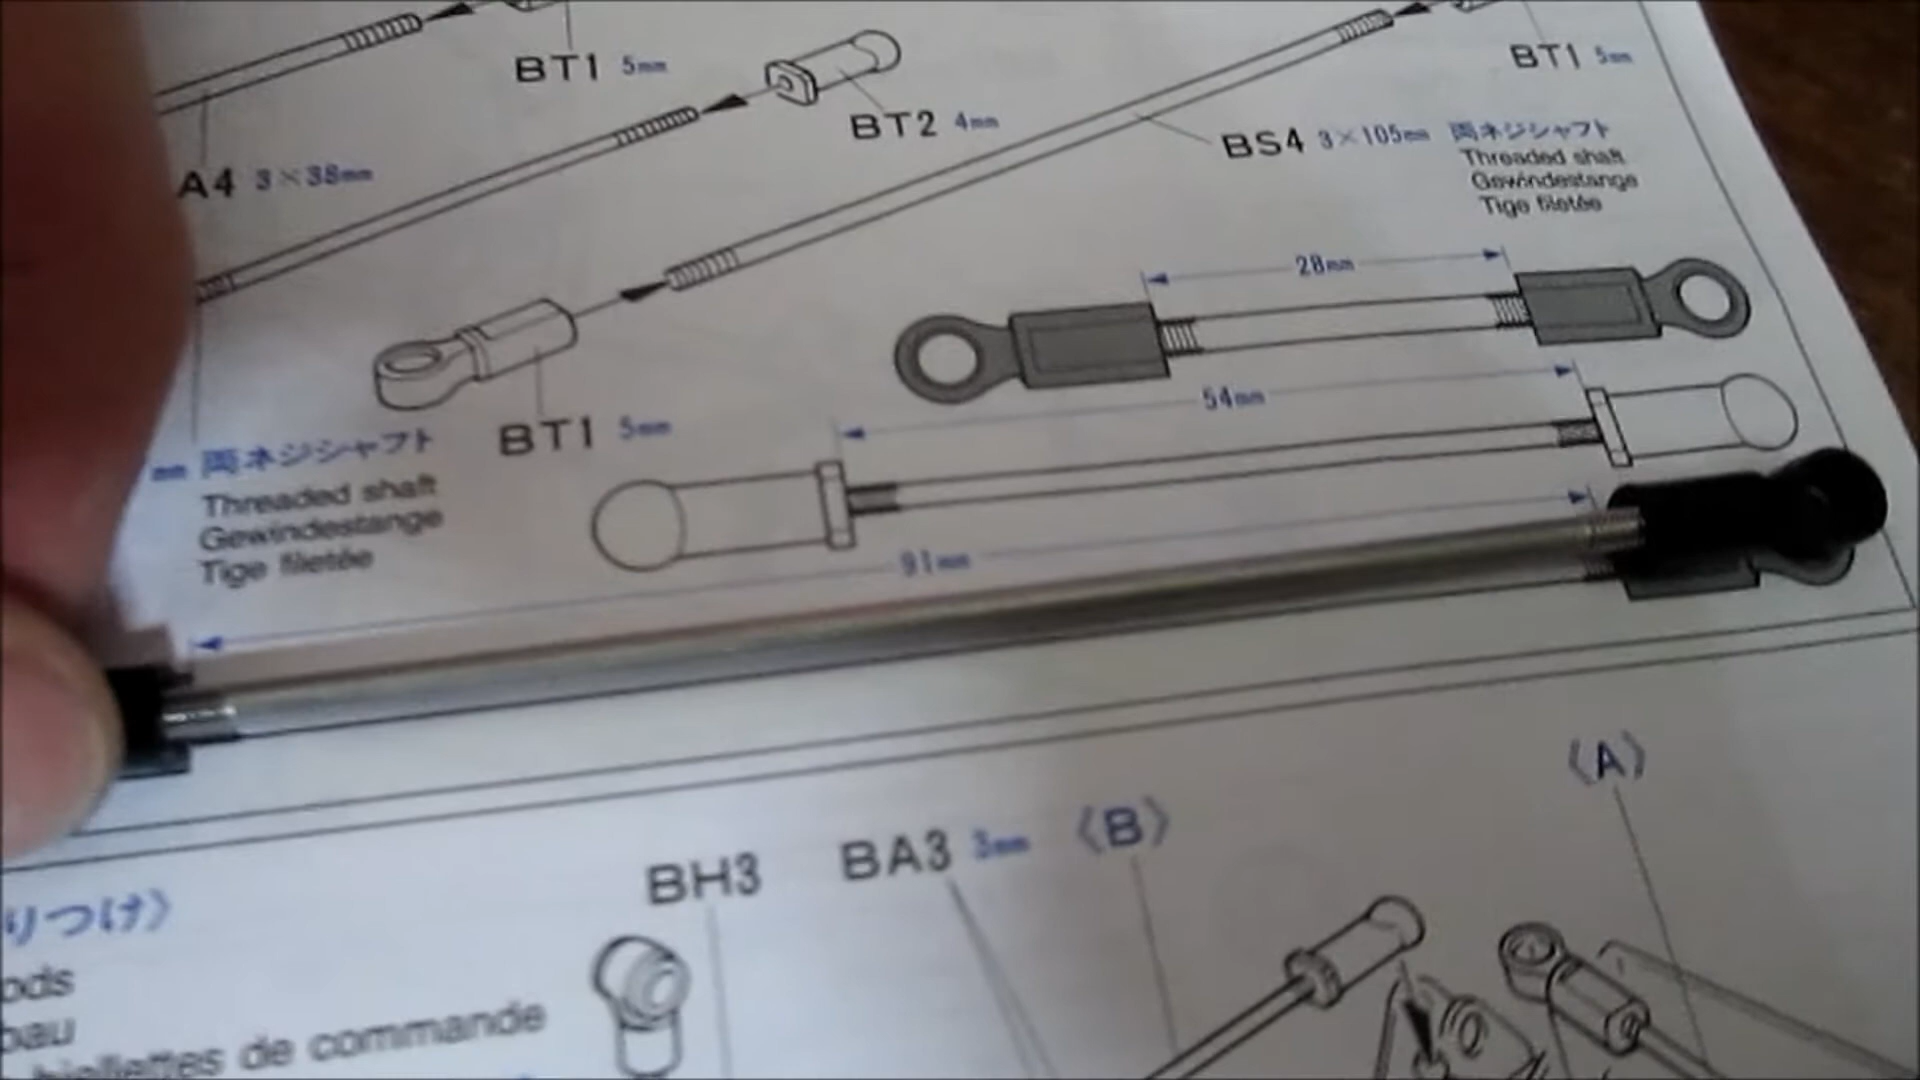 BT1 5mm
BT1 5mm
BT2 4mm
BS4 3×105mm 両ネジシャフト
Threaded shaft
Gewindestange
Tige filetée
A4 3×38mm
28mm
54mm
BT1 5mm
mm 両ネジシャフト
Threaded shaft
Gewindestange
Tige filetée
91mm
《A》
BH3 BA3 3mm 《B》
りつけ》
ods
bau
biellettes de commande